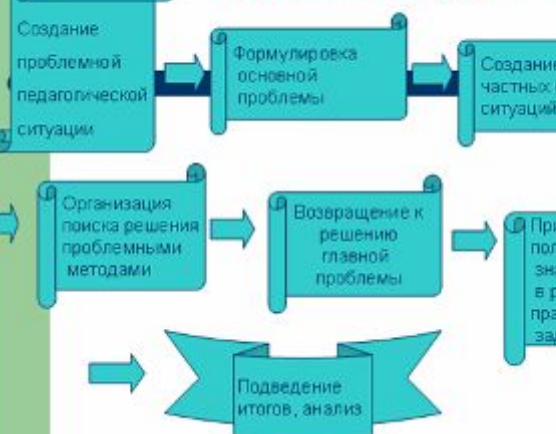 Создание
проблемной
педагогической
ситуации
Формулировка
основной
проблемы
Создание
частных
ситуаций
Организация
поиска решения
проблемными
методами
Возвращение к
решению
главной
проблемы
в
Подведение
итогов, анализ